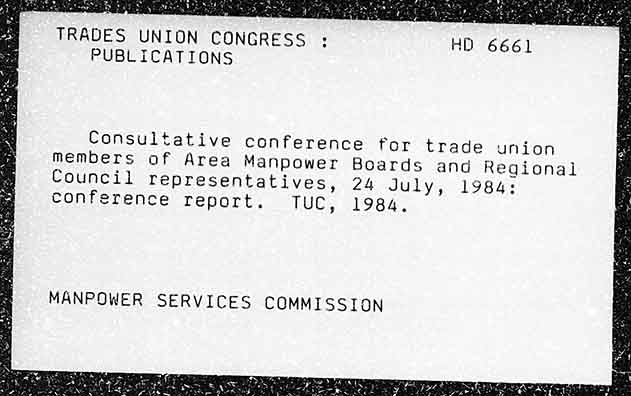 TRADES UNION CONGRESS : HD 6661
PUBLICATIONS
Consultative conference for trade union
members of Area Manpower Boards and Regional
Council representatives, 24 July, 1984:
conference report. TUC, 1984.
MANPOWER SERVICES COMMISSION